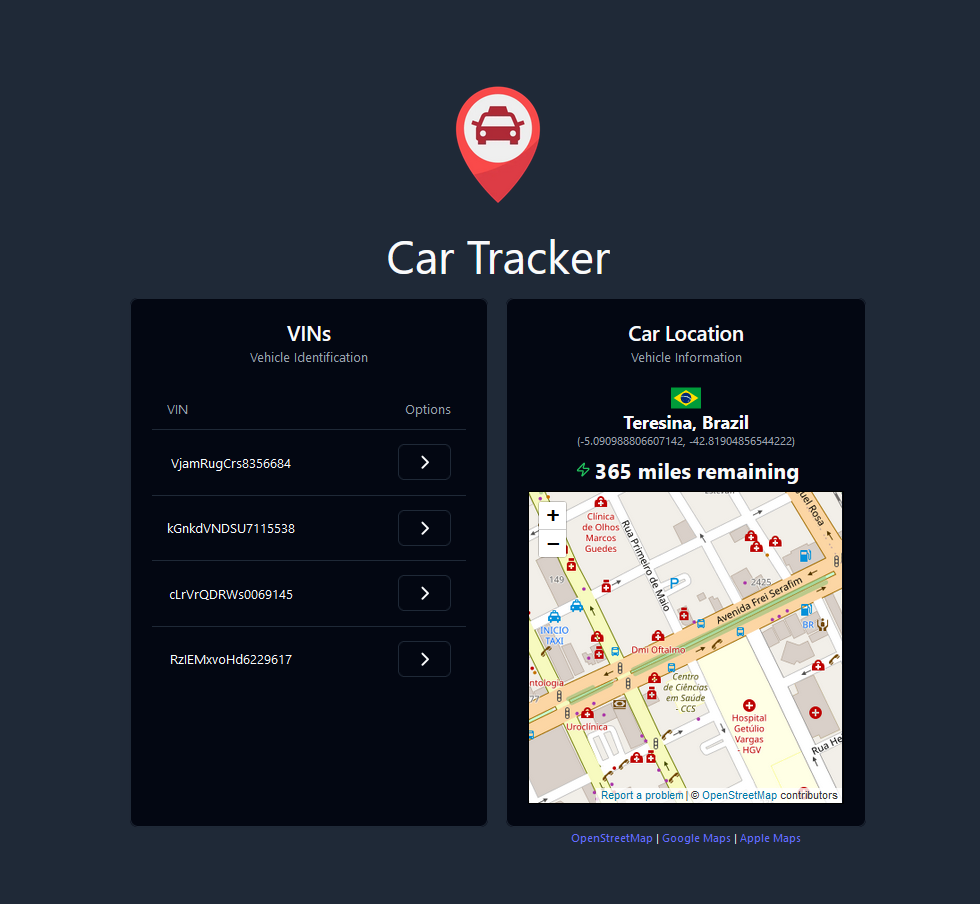 Car Tracker
VINs
Vehicle Identification
VIN Options
VjamRugCrs8356684
kGnkdVNDSU7115538
cLrVrQDRWs0069145
RzIEMxvoHd6229617
Car Location
Vehicle Information
Teresina, Brazil
(-5.090988806607142, -42.81904856544222)
365 miles remaining
+
−
Clínica
de Olhos
Marcos
Guedes
Rua Primeiro de Maio
uel Rosa
149
P
2425
Avenida Frei Serafim
INICIO
TAXI
BR
Dmi Oftalmo
ntologia
77
Centro
de Ciências
em Saúde
- CCS
Uroclínica
Hospital
Getúlio
Vargas
- HGV
Rua He
Report a problem | © OpenStreetMap contributors
OpenStreetMap | Google Maps | Apple Maps